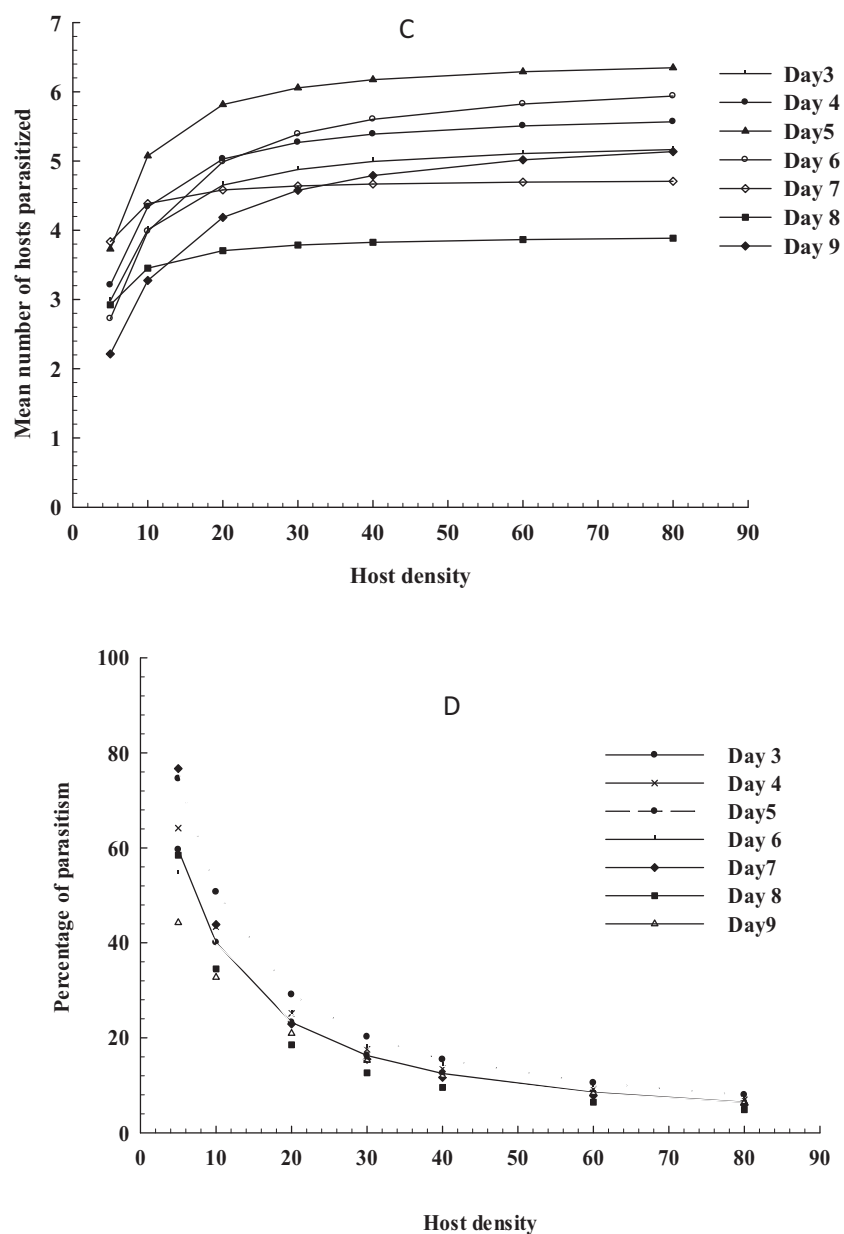 C
Mean number of hosts parasitized
7
6
5
4
3
2
1
0
0 10 20 30 40 50 60 70 80 90
Host density
Day3
Day 4
Day5
Day 6
Day 7
Day 8
Day 9
D
Percentage of parasitism
100
80
60
40
20
0
0 10 20 30 40 50 60 70 80 90
Host density
Day 3
Day 4
Day5
Day 6
Day7
Day 8
Day9